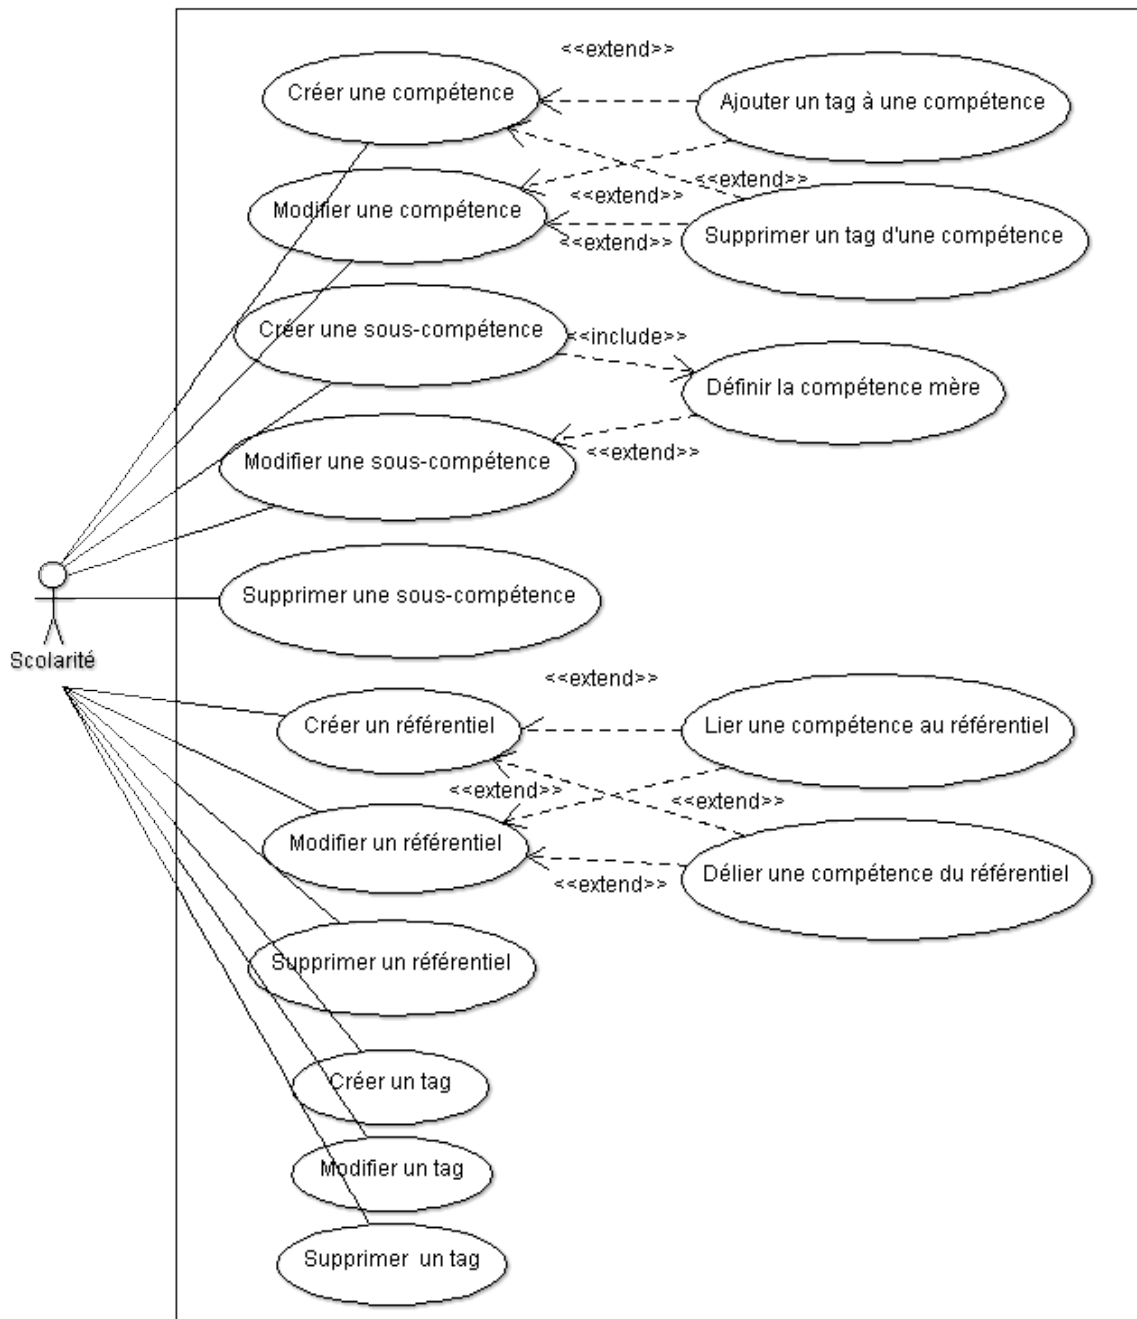 <<extend>>
Créer une compétence
Ajouter un tag à une compétence
<<extend>>
<<extend>>
Modifier une compétence
Supprimer un tag d'une compétence
<<extend>>
Créer une sous-compétence
<<include>>
Définir la compétence mère
Modifier une sous-compétence
<<extend>>
Supprimer une sous-compétence
Scolarité
<<extend>>
Créer un référentiel
Lier une compétence au référentiel
<<extend>>
<<extend>>
Modifier un référentiel
Délier une compétence du référentiel
<<extend>>
Supprimer un référentiel
Créer un tag
Modifier un tag
Supprimer un tag